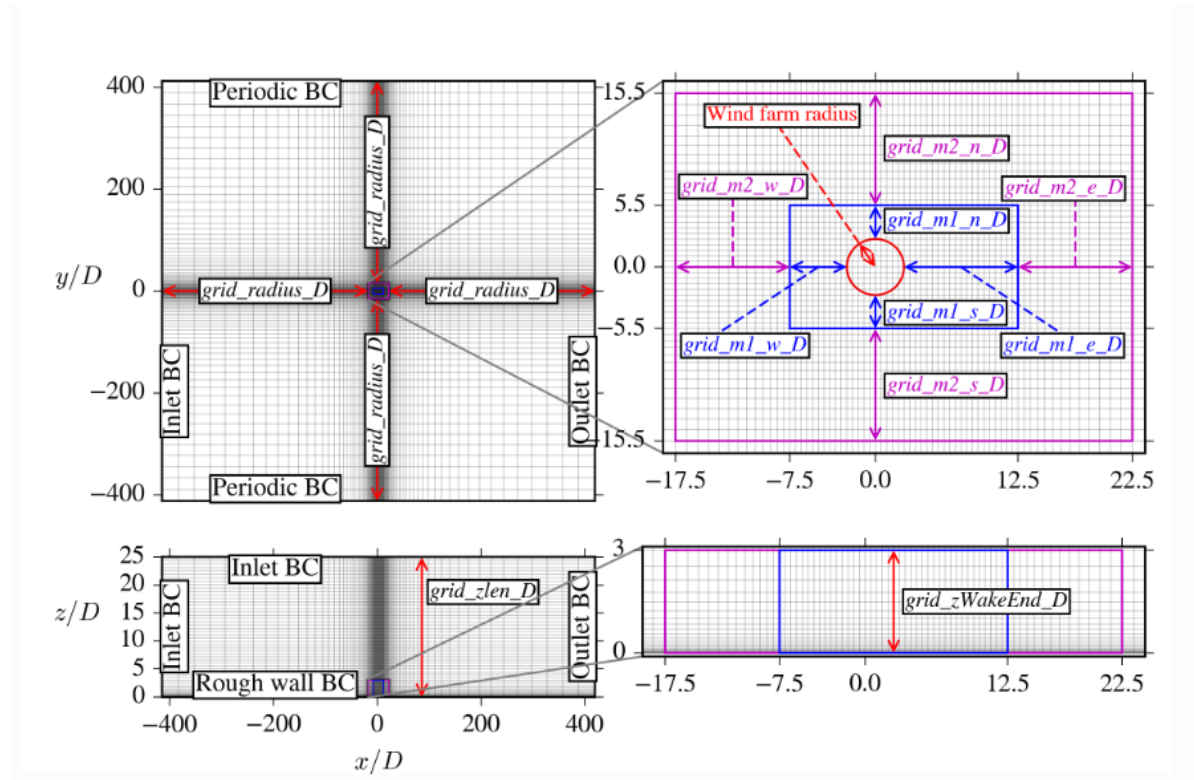 400
200
0
−200
−400
y/D
Periodic BC
grid_radius_D
grid_radius_D
grid_radius_D
grid_radius_D
Inlet BC
Outlet BC
Periodic BC
15.5
5.5
0.0
−5.5
15.5
Wind farm radius
grid_m2_n_D
grid_m2_w_D
grid_m2_e_D
grid_m1_n_D
grid_m1_s_D
grid_m1_w_D
grid_m1_e_D
grid_m2_s_D
−17.5
−7.5
0.0
12.5
22.5
25
20
15
10
5
0
z/D
Inlet BC
Inlet BC
grid_zlen_D
Outlet BC
Rough wall BC
−400
−200
0
200
400
x/D
3
0
grid_zWakeEnd_D
−17.5
−7.5
0.0
12.5
22.5